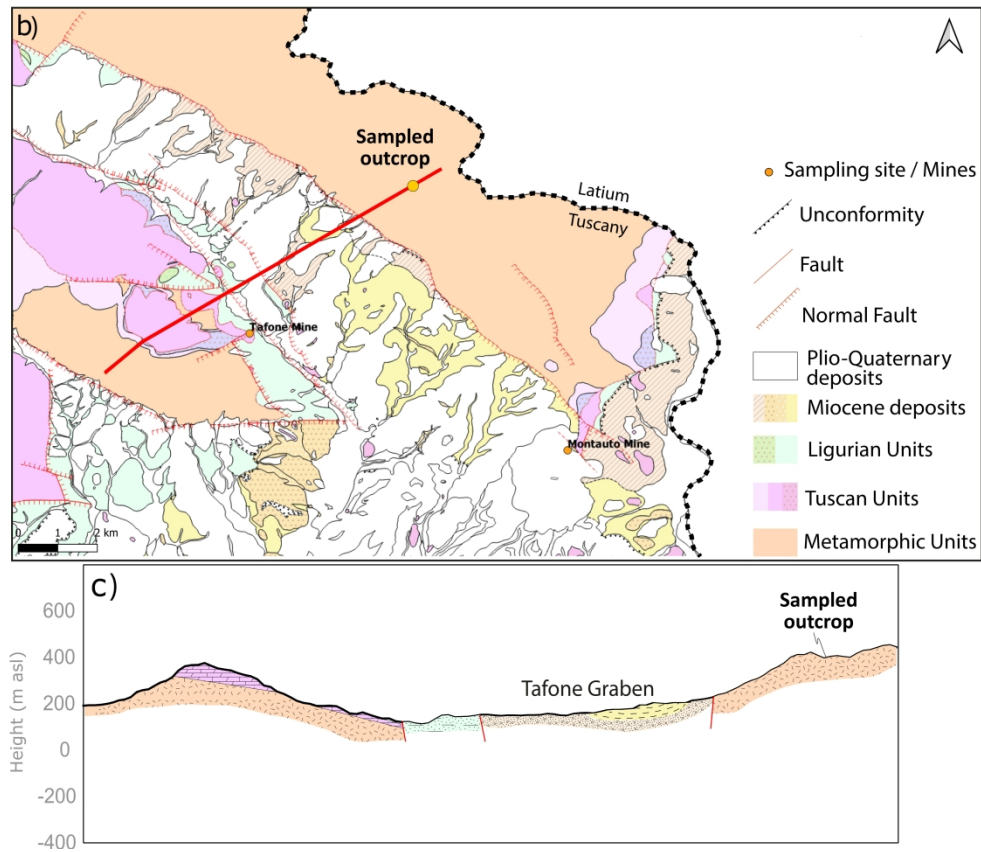 b)
Sampled
outcrop
Latium
Tuscany
Tafone Mine
Montauto Mine
0 1 2 km
Sampling site / Mines
Unconformity
Fault
Normal Fault
Plio-Quaternary
deposits
Miocene deposits
Ligurian Units
Tuscan Units
Metamorphic Units
c)
Height (m asl)
600
400
200
0
-200
-400
Tafone Graben
Sampled
outcrop